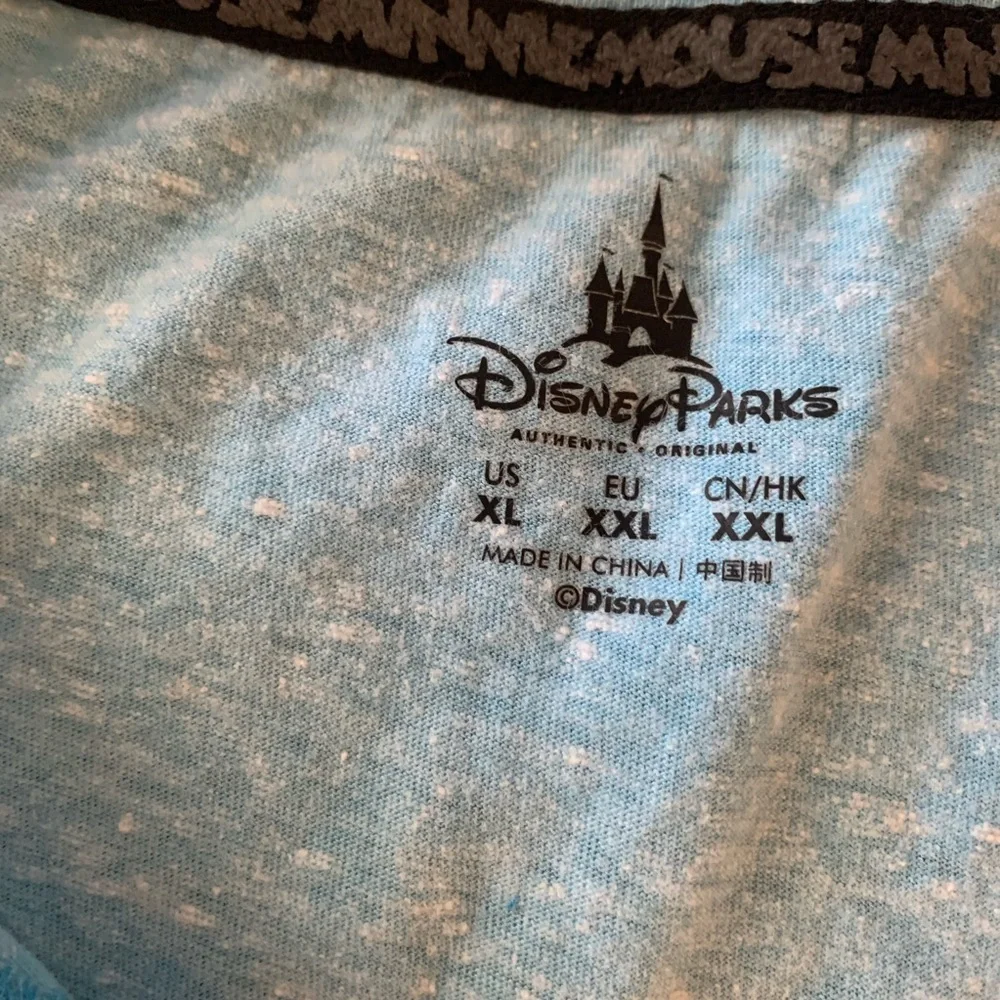 MINNIE MOUSE
DISNEY PARKS
AUTHENTIC • ORIGINAL
US EU CN/HK
XL XXL XXL
MADE IN CHINA | 中国制
©Disney